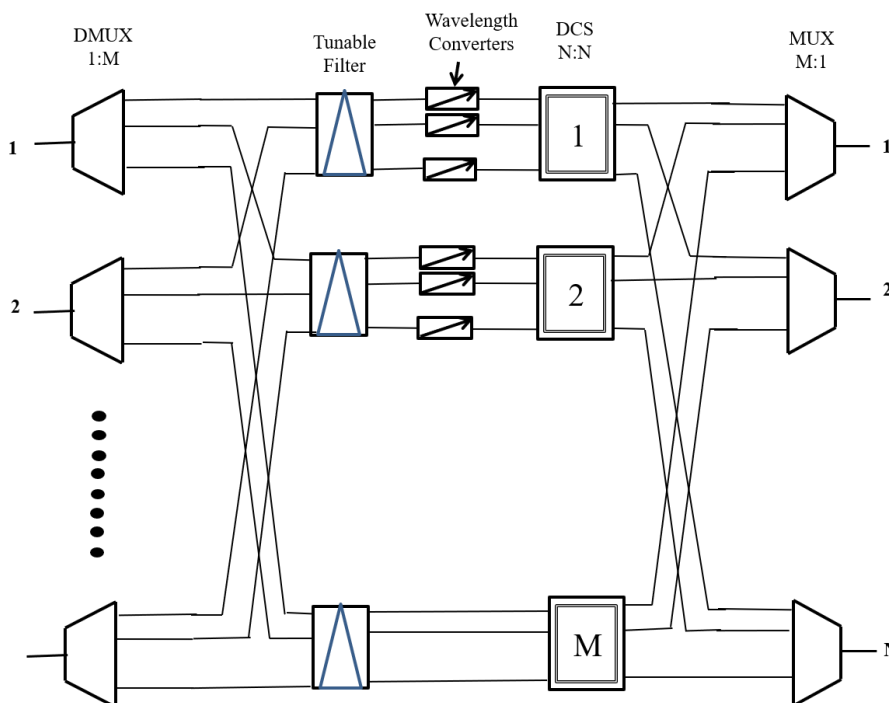 DMUX
1:M
Tunable
Filter
Wavelength
Converters
DCS
N:N
MUX
M:1
1
1
1
2
2
2
M
N